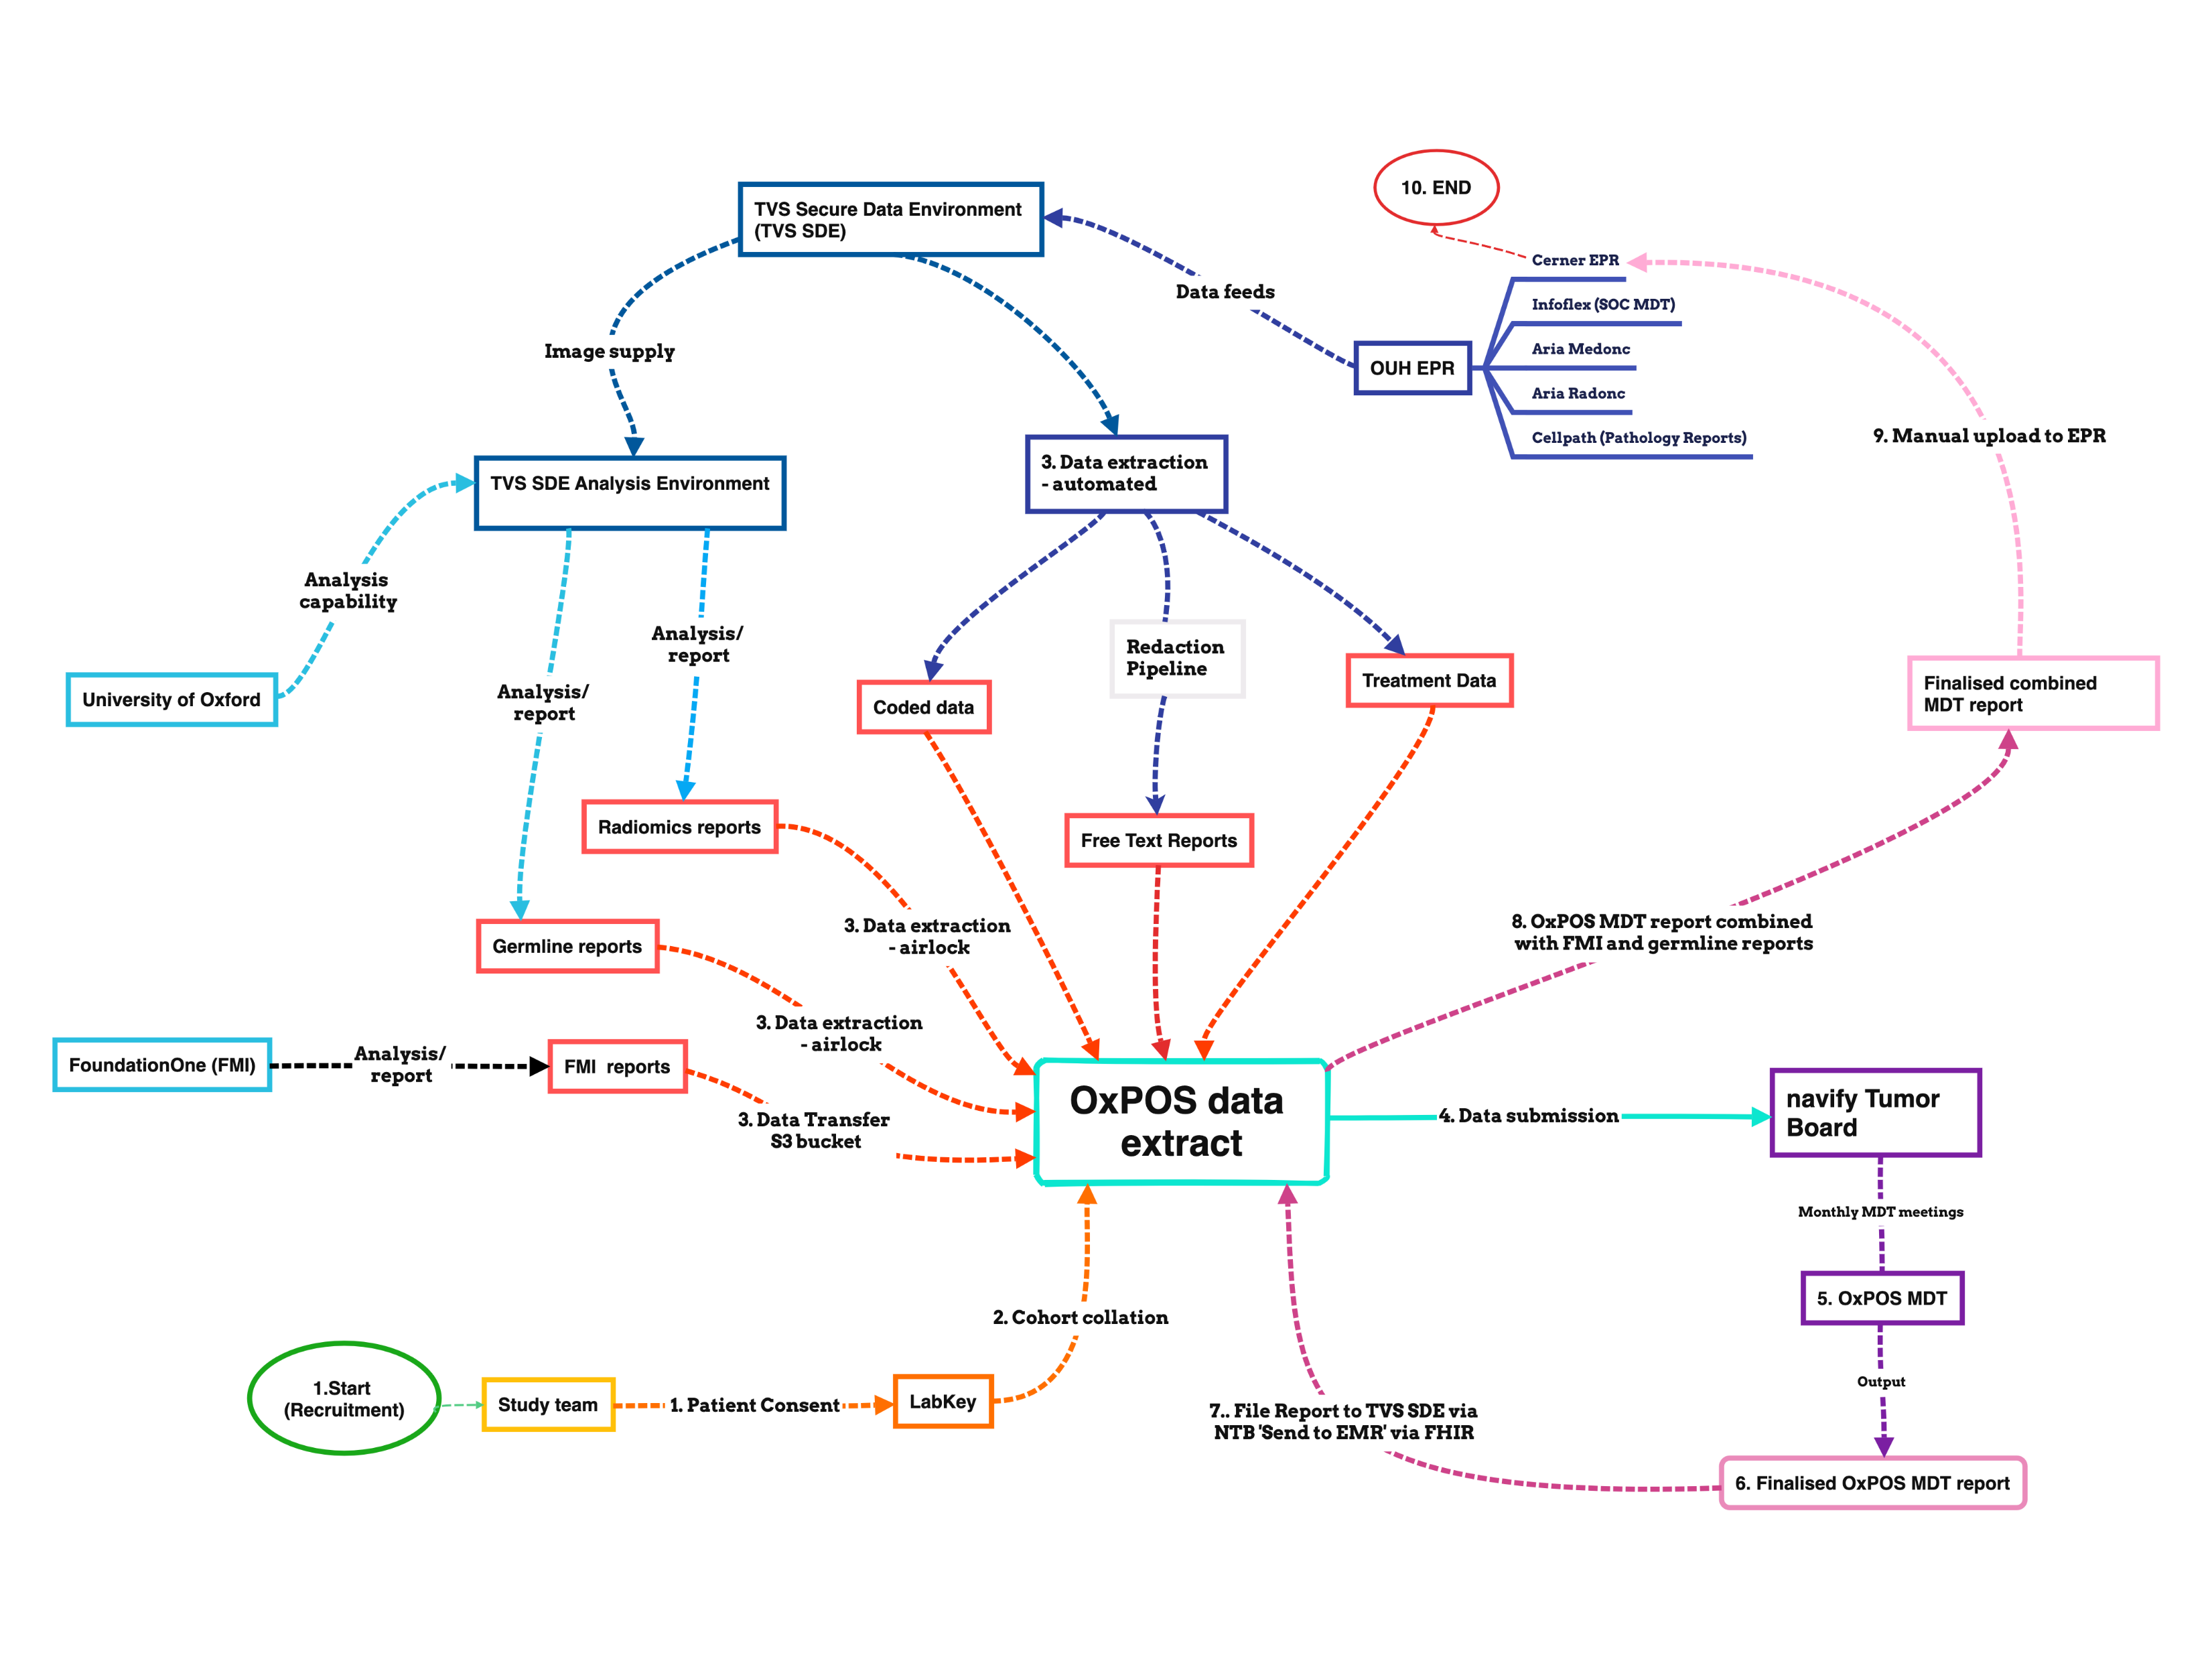 10. END
TVS Secure Data Environment
(TVS SDE)
Cerner EPR
Data feeds
Infoflex (SOC MDT)
Image supply
Aria Medonc
OUH EPR
Aria Radonc
9. Manual upload to EPR
Cellpath (Pathology Reports)
3. Data extraction
- automated
TVS SDE Analysis Environment
Analysis
capability
Analysis/
report
Redaction
Pipeline
University of Oxford
Analysis/
report
Coded data
Treatment Data
Finalised combined
MDT report
Radiomics reports
Free Text Reports
3. Data extraction
- airlock
8. OxPOS MDT report combined
with FMI and germline reports
Germline reports
3. Data extraction
- airlock
FoundationOne (FMI)
Analysis/
report
FMI  reports
3. Data Transfer
S3 bucket
OxPOS data
extract
4. Data submission
navify Tumor
Board
Monthly MDT meetings
5. OxPOS MDT
2. Cohort collation
Output
1.Start
(Recruitment)
Study team
1. Patient Consent
LabKey
7.. File Report to TVS SDE via
NTB 'Send to EMR' via FHIR
6. Finalised OxPOS MDT report